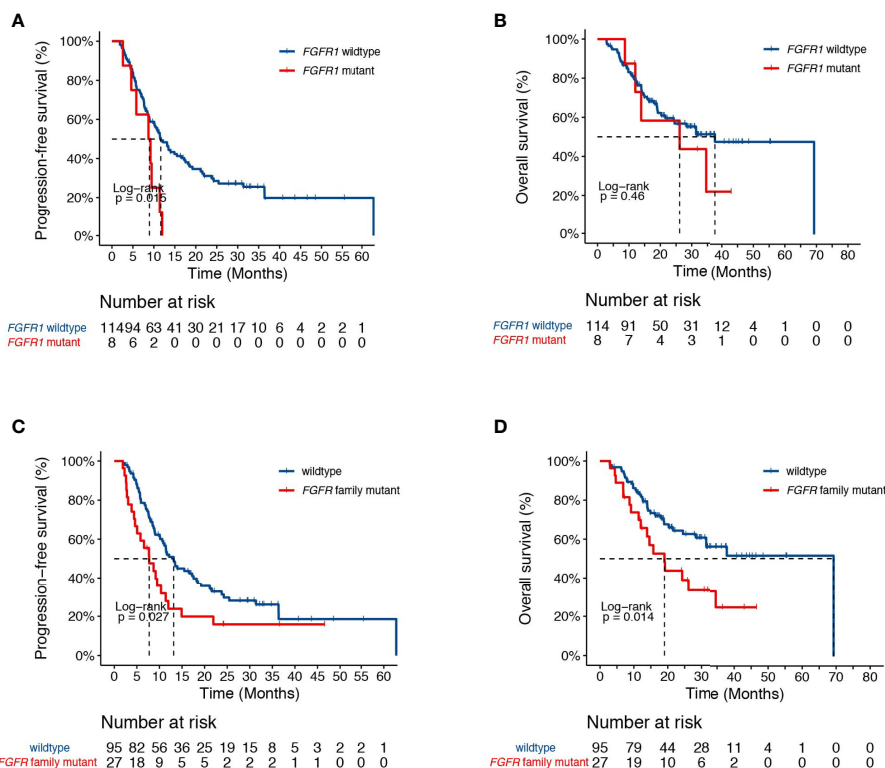 A
Progression-free survival (%)
100%
80%
60%
40%
20%
0%
FGFR1 wildtype
FGFR1 mutant
Log-rank
p = 0.015
0 5 10 15 20 25 30 35 40 45 50 55 60
Time (Months)
Number at risk
FGFR1 wildtype 114 94 63 41 30 21 17 10 6 4 2 2 1
FGFR1 mutant 8 6 2 0 0 0 0 0 0 0 0 0 0
B
Overall survival (%)
100%
80%
60%
40%
20%
0%
FGFR1 wildtype
FGFR1 mutant
Log-rank
p = 0.46
0 10 20 30 40 50 60 70 80
Time (Months)
Number at risk
FGFR1 wildtype 114 91 50 31 12 4 1 0 0
FGFR1 mutant 8 7 4 3 1 0 0 0 0
C
Progression-free survival (%)
100%
80%
60%
40%
20%
0%
wildtype
FGFR family mutant
Log-rank
p = 0.027
0 5 10 15 20 25 30 35 40 45 50 55 60
Time (Months)
Number at risk
wildtype 95 82 56 36 25 19 15 8 5 3 2 2 1
FGFR family mutant 27 18 9 5 5 2 2 2 1 1 0 0 0
D
Overall survival (%)
100%
80%
60%
40%
20%
0%
wildtype
FGFR family mutant
Log-rank
p = 0.014
0 10 20 30 40 50 60 70 80
Time (Months)
Number at risk
wildtype 95 79 44 28 11 4 1 0 0
FGFR family mutant 27 19 10 6 2 0 0 0 0